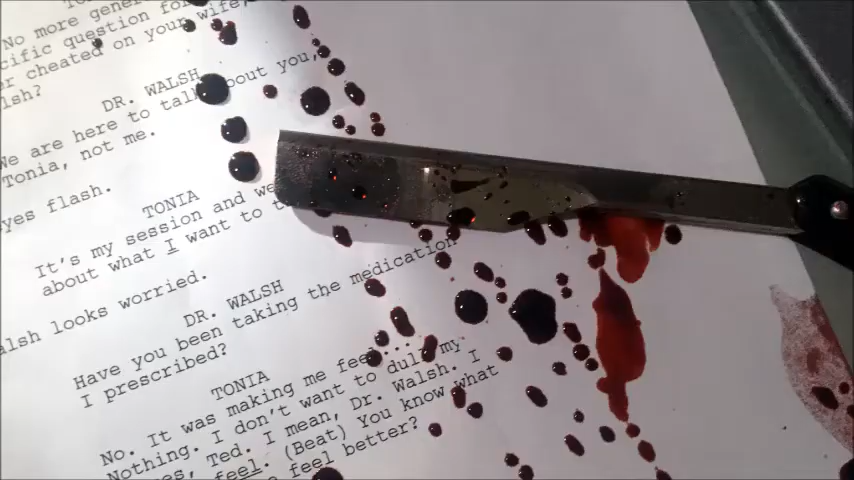 No more gene
cific question fo
r cheated on your wife,
lsh?
DR. WALSH
We are here to talk about you,
Tonia, not me.
yes flash.
TONIA
It's my session and we
about what I want to t
alsh looks worried.
DR. WALSH
Have you been taking the medication
I prescribed?
TONIA
No. It was making me feel
Nothing. I don't want to dull my
es, Ted. I mean, Dr. Walsh. I
feel. (Beat) You know what
e feel better?